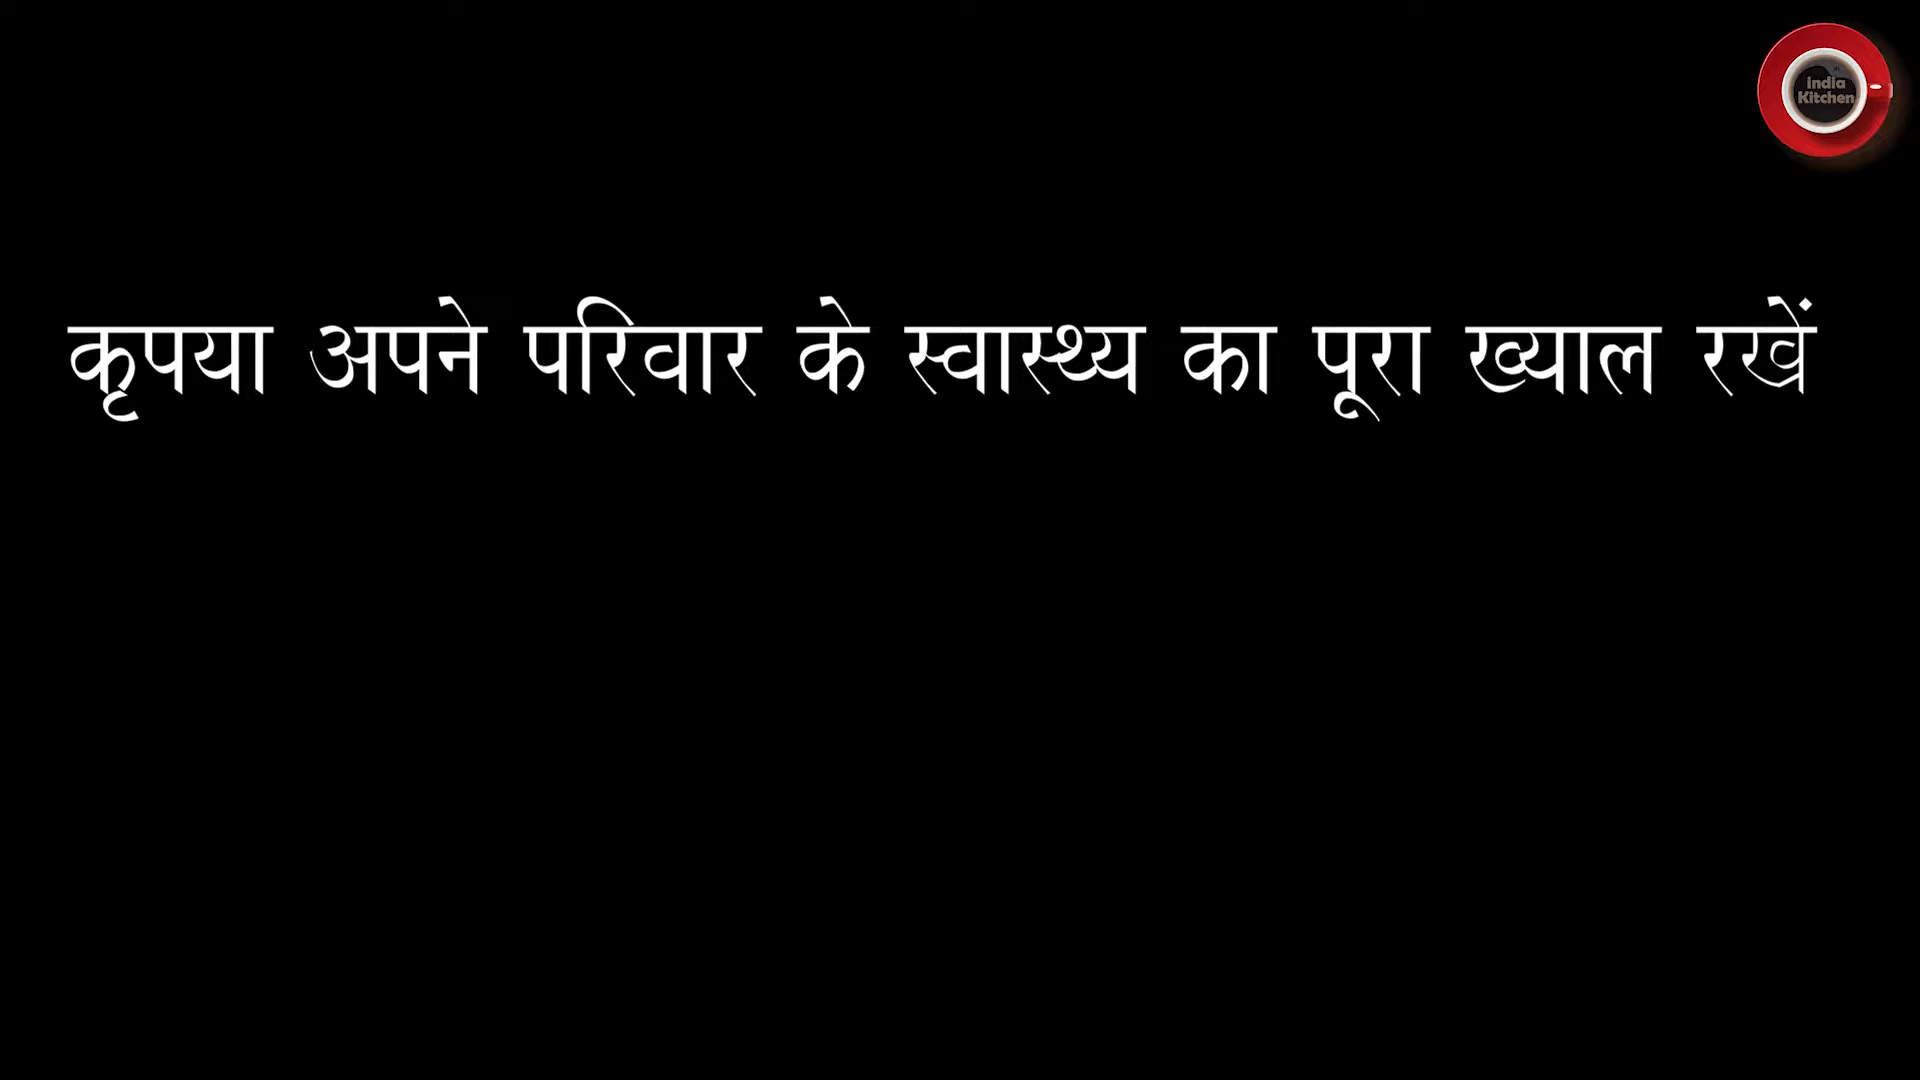 India
Kitchen
कृपया अपने परिवार के स्वास्थ्य का पूरा ख्याल रखें